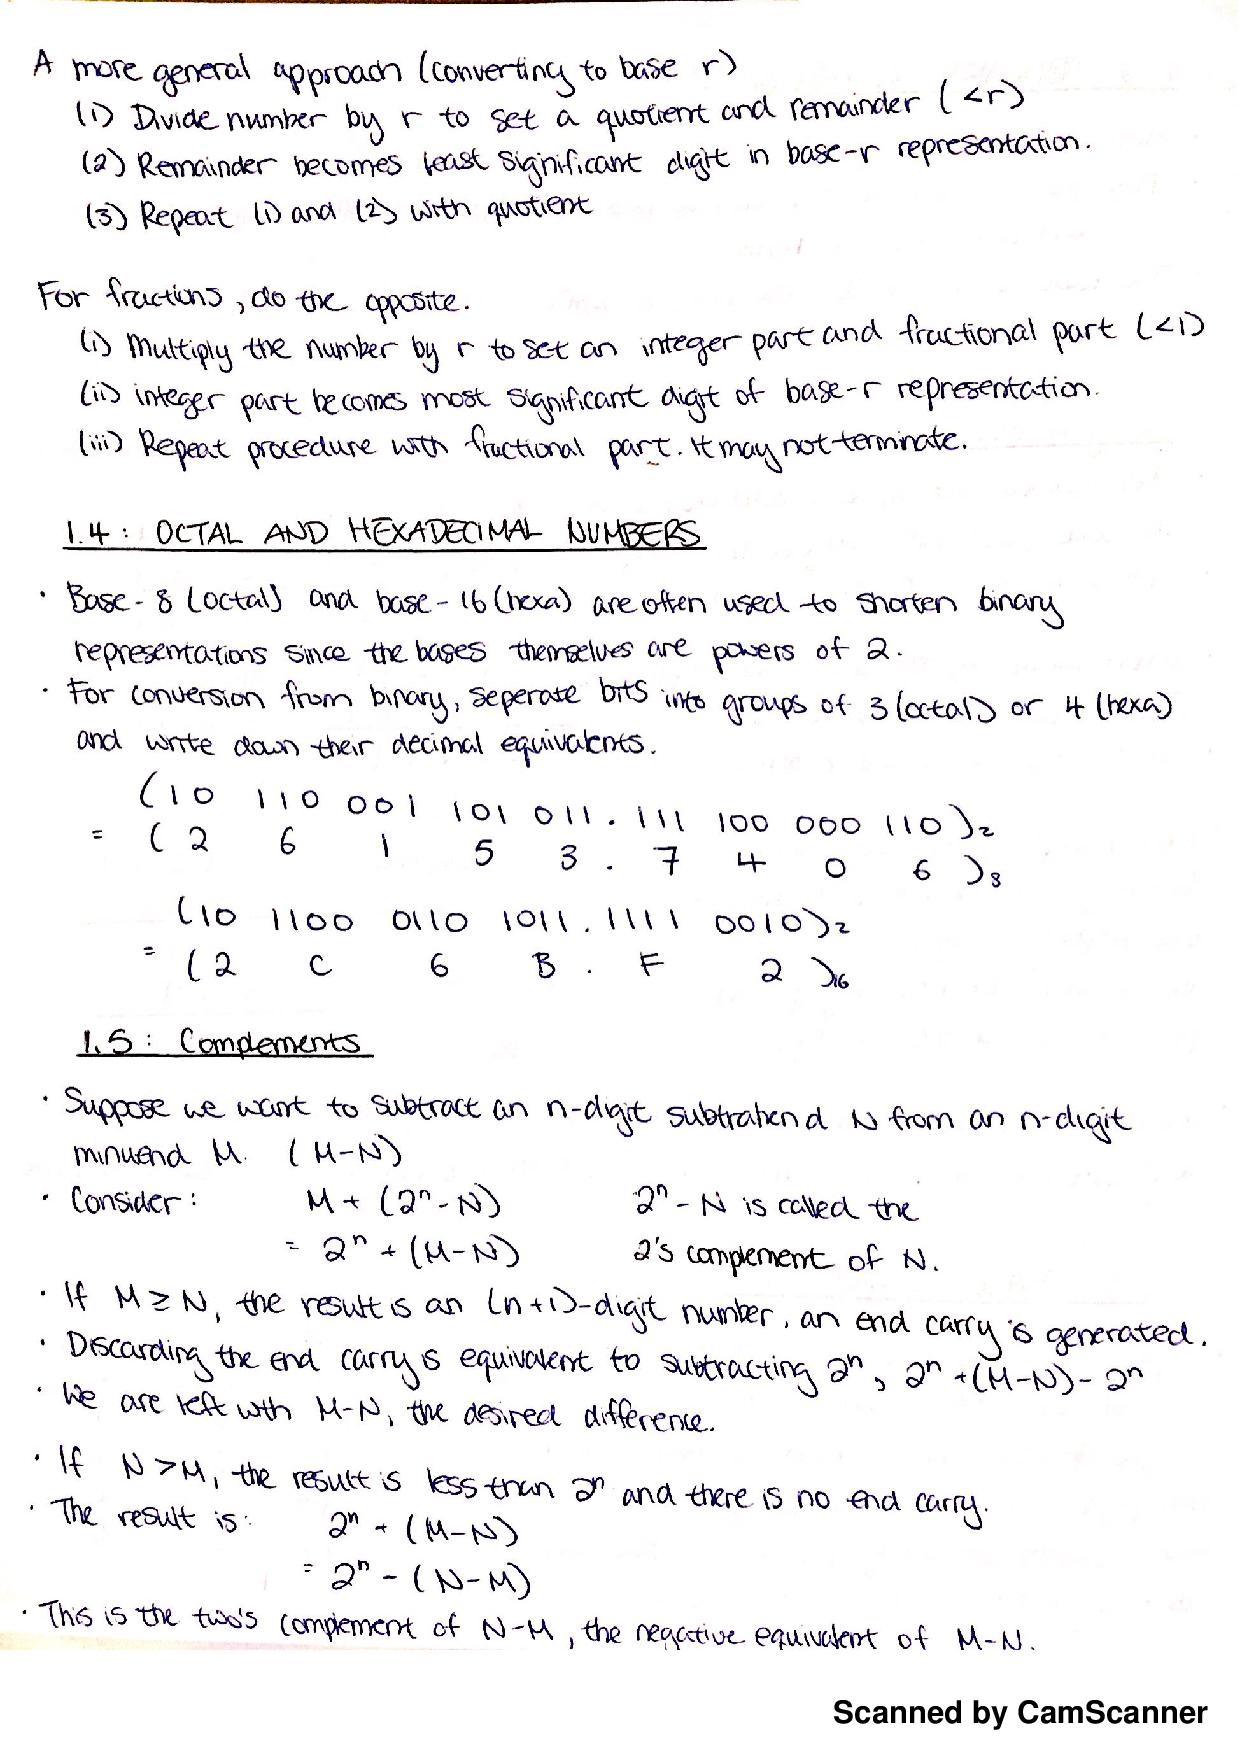 A more general approach (converting to base r)
(1) Divide number by r to set a quotient and remainder (<r)
(2) Remainder becomes least significant digit in base-r representation.
(3) Repeat (1) and (2) with quotient
For fractions, do the opposite.
(i) Multiply the number by r to set an integer part and fractional part (<1)
(ii) integer part becomes most significant digit of base-r representation.
(iii) Repeat procedure with fractional part. It may not terminate.
1.4: OCTAL AND HEXADECIMAL NUMBERS
· Base-8 (octal) and base-16 (hexa) are often used to shorten binary
representations since the bases themselves are powers of 2.
· For conversion from binary, seperate bits into groups of 3 (octal) or 4 (hexa)
and write down their decimal equivalents.
(10 110 001 101 011.111 100 000 110)₂
= (2 6 1 5 3.7 4 0 6)₈
(10 1100 0110 1011.1111 0010)₂
= (2 C 6 B.F 2)₁₆
1.5: Complements
· Suppose we want to subtract an n-digit subtrahend N from an n-digit
minuend M. (M-N)
· Consider: M + (2ⁿ-N) 2ⁿ-N is called the
= 2ⁿ + (M-N) 2's complement of N.
· If M ≥ N, the result is an (n+1)-digit number, an end carry is generated.
· Discarding the end carry is equivalent to subtracting 2ⁿ, 2ⁿ+(M-N)-2ⁿ
· We are left with M-N, the desired difference.
· If N > M, the result is less than 2ⁿ and there is no end carry.
· The result is: 2ⁿ + (M-N)
= 2ⁿ - (N-M)
· This is the two's complement of N-M, the negative equivalent of M-N.
Scanned by CamScanner